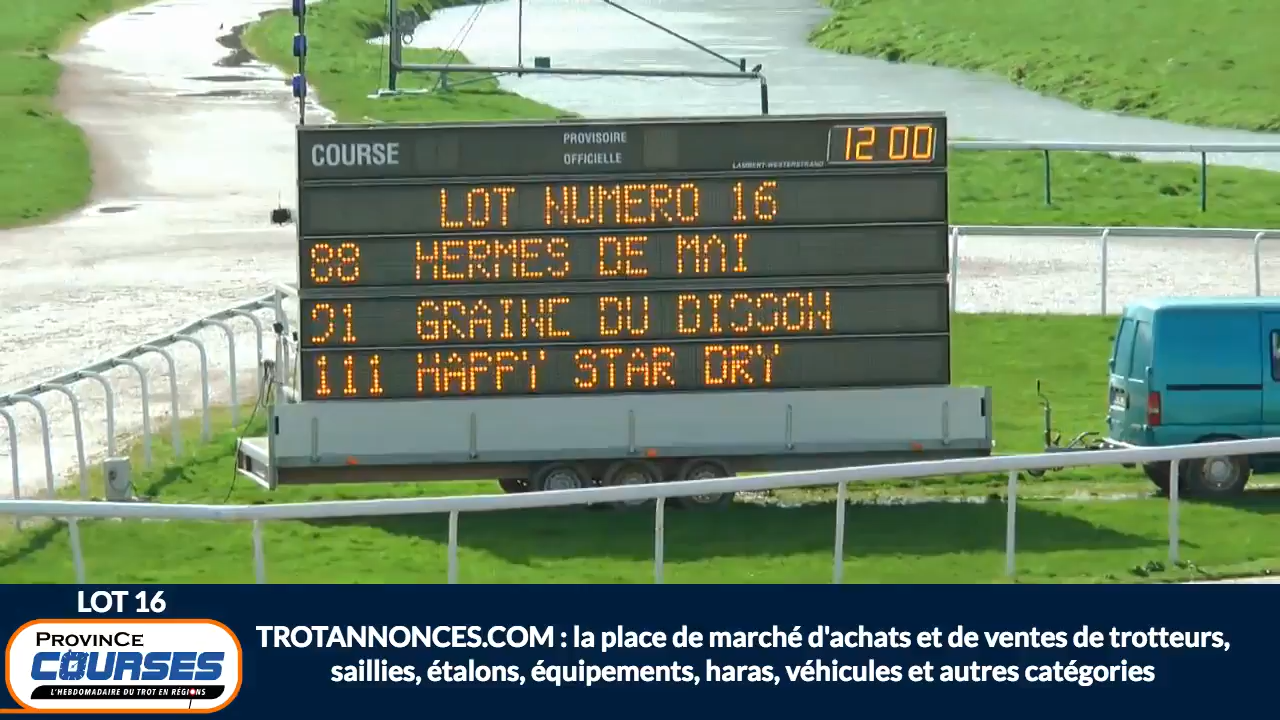 COURSE
PROVISOIRE
OFFICIELLE
LAMBERT-WESTERSTRAND
12 00
LOT NUMERO 16
88 HERMES DE MAI
91 GRAINE DU DISSON
111 HAPPY STAR DRY
LOT 16
PROVINCE
COURSES
L'HEBDOMADAIRE DU TROT EN RÉGIONS
TROTANNONCES.COM : la place de marché d'achats et de ventes de trotteurs,
saillies, étalons, équipements, haras, véhicules et autres catégories